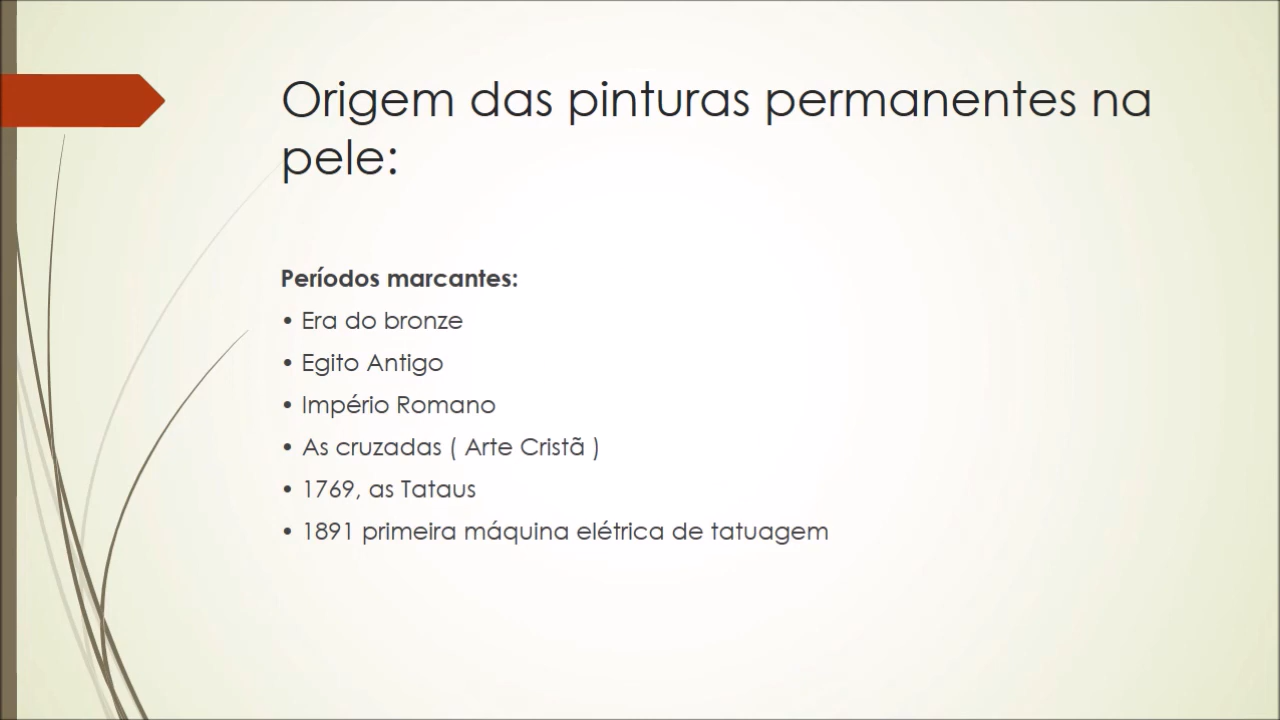 Origem das pinturas permanentes na
pele:
Períodos marcantes:
• Era do bronze
• Egito Antigo
• Império Romano
• As cruzadas ( Arte Cristã )
• 1769, as Tataus
• 1891 primeira máquina elétrica de tatuagem